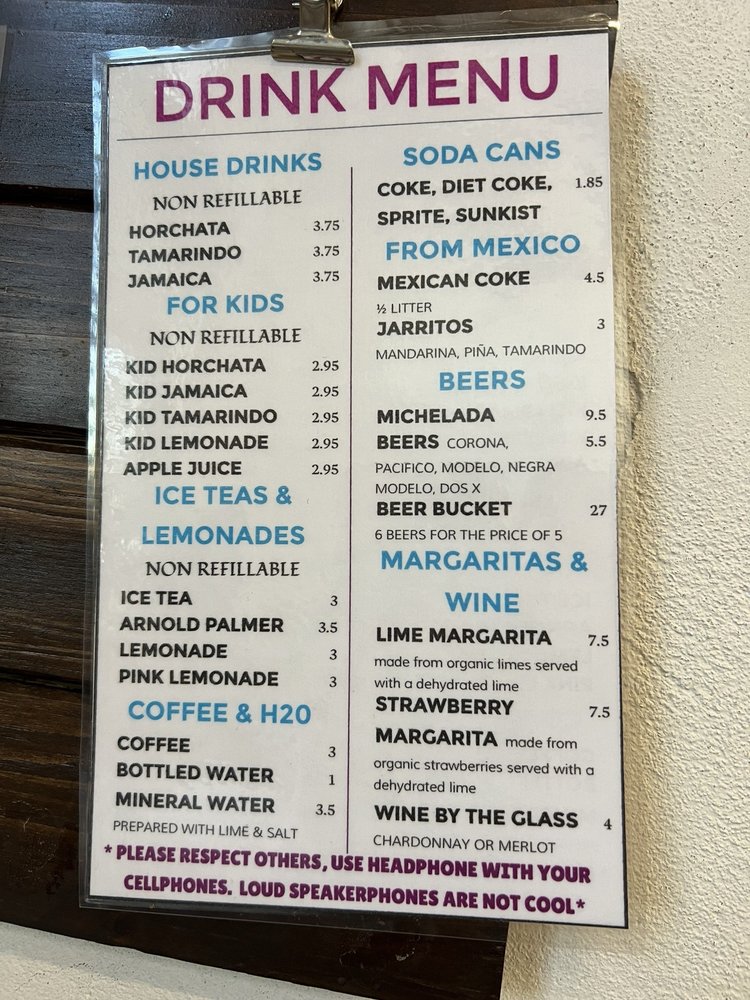 DRINK MENU
HOUSE DRINKS
NON REFILLABLE
HORCHATA 3.75
TAMARINDO 3.75
JAMAICA 3.75
FOR KIDS
NON REFILLABLE
KID HORCHATA 2.95
KID JAMAICA 2.95
KID TAMARINDO 2.95
KID LEMONADE 2.95
APPLE JUICE 2.95
ICE TEAS &
LEMONADES
NON REFILLABLE
ICE TEA 3
ARNOLD PALMER 3.5
LEMONADE 3
PINK LEMONADE 3
COFFEE & H20
COFFEE 3
BOTTLED WATER 1
MINERAL WATER 3.5
PREPARED WITH LIME & SALT
SODA CANS
COKE, DIET COKE, 1.85
SPRITE, SUNKIST
FROM MEXICO
MEXICAN COKE 4.5
½ LITTER
JARRITOS 3
MANDARINA, PIÑA, TAMARINDO
BEERS
MICHELADA 9.5
BEERS CORONA, 5.5
PACIFICO, MODELO, NEGRA
MODELO, DOS X
BEER BUCKET 27
6 BEERS FOR THE PRICE OF 5
MARGARITAS &
WINE
LIME MARGARITA 7.5
made from organic limes served
with a dehydrated lime
STRAWBERRY 7.5
MARGARITA made from
organic strawberries served with a
dehydrated lime
WINE BY THE GLASS 4
CHARDONNAY OR MERLOT
* PLEASE RESPECT OTHERS, USE HEADPHONE WITH YOUR
CELLPHONES. LOUD SPEAKERPHONES ARE NOT COOL*